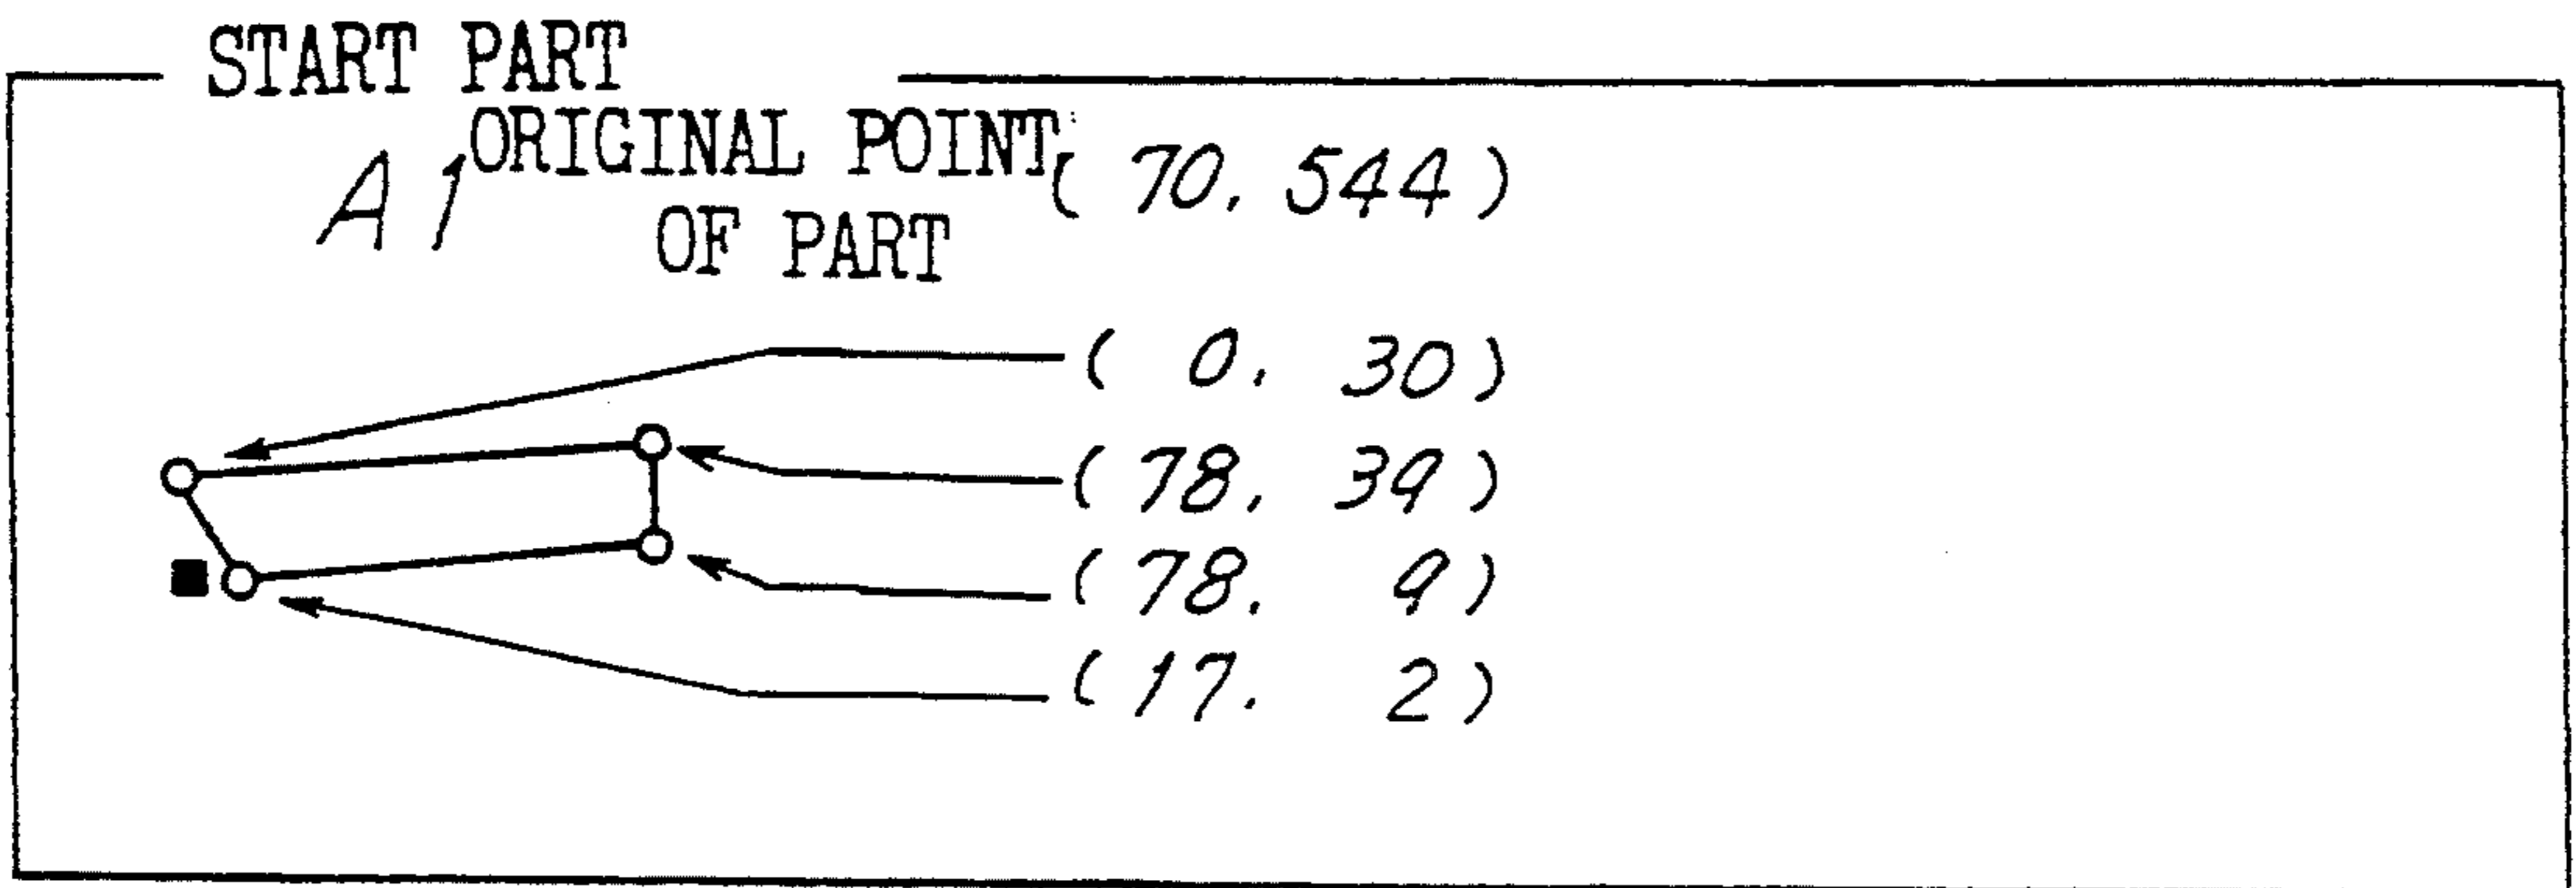 START PART
ORIGINAL POINT
A1 ( 70, 544 )
OF PART
( 0, 30 )
( 78, 39 )
( 78, 9 )
( 17, 2 )